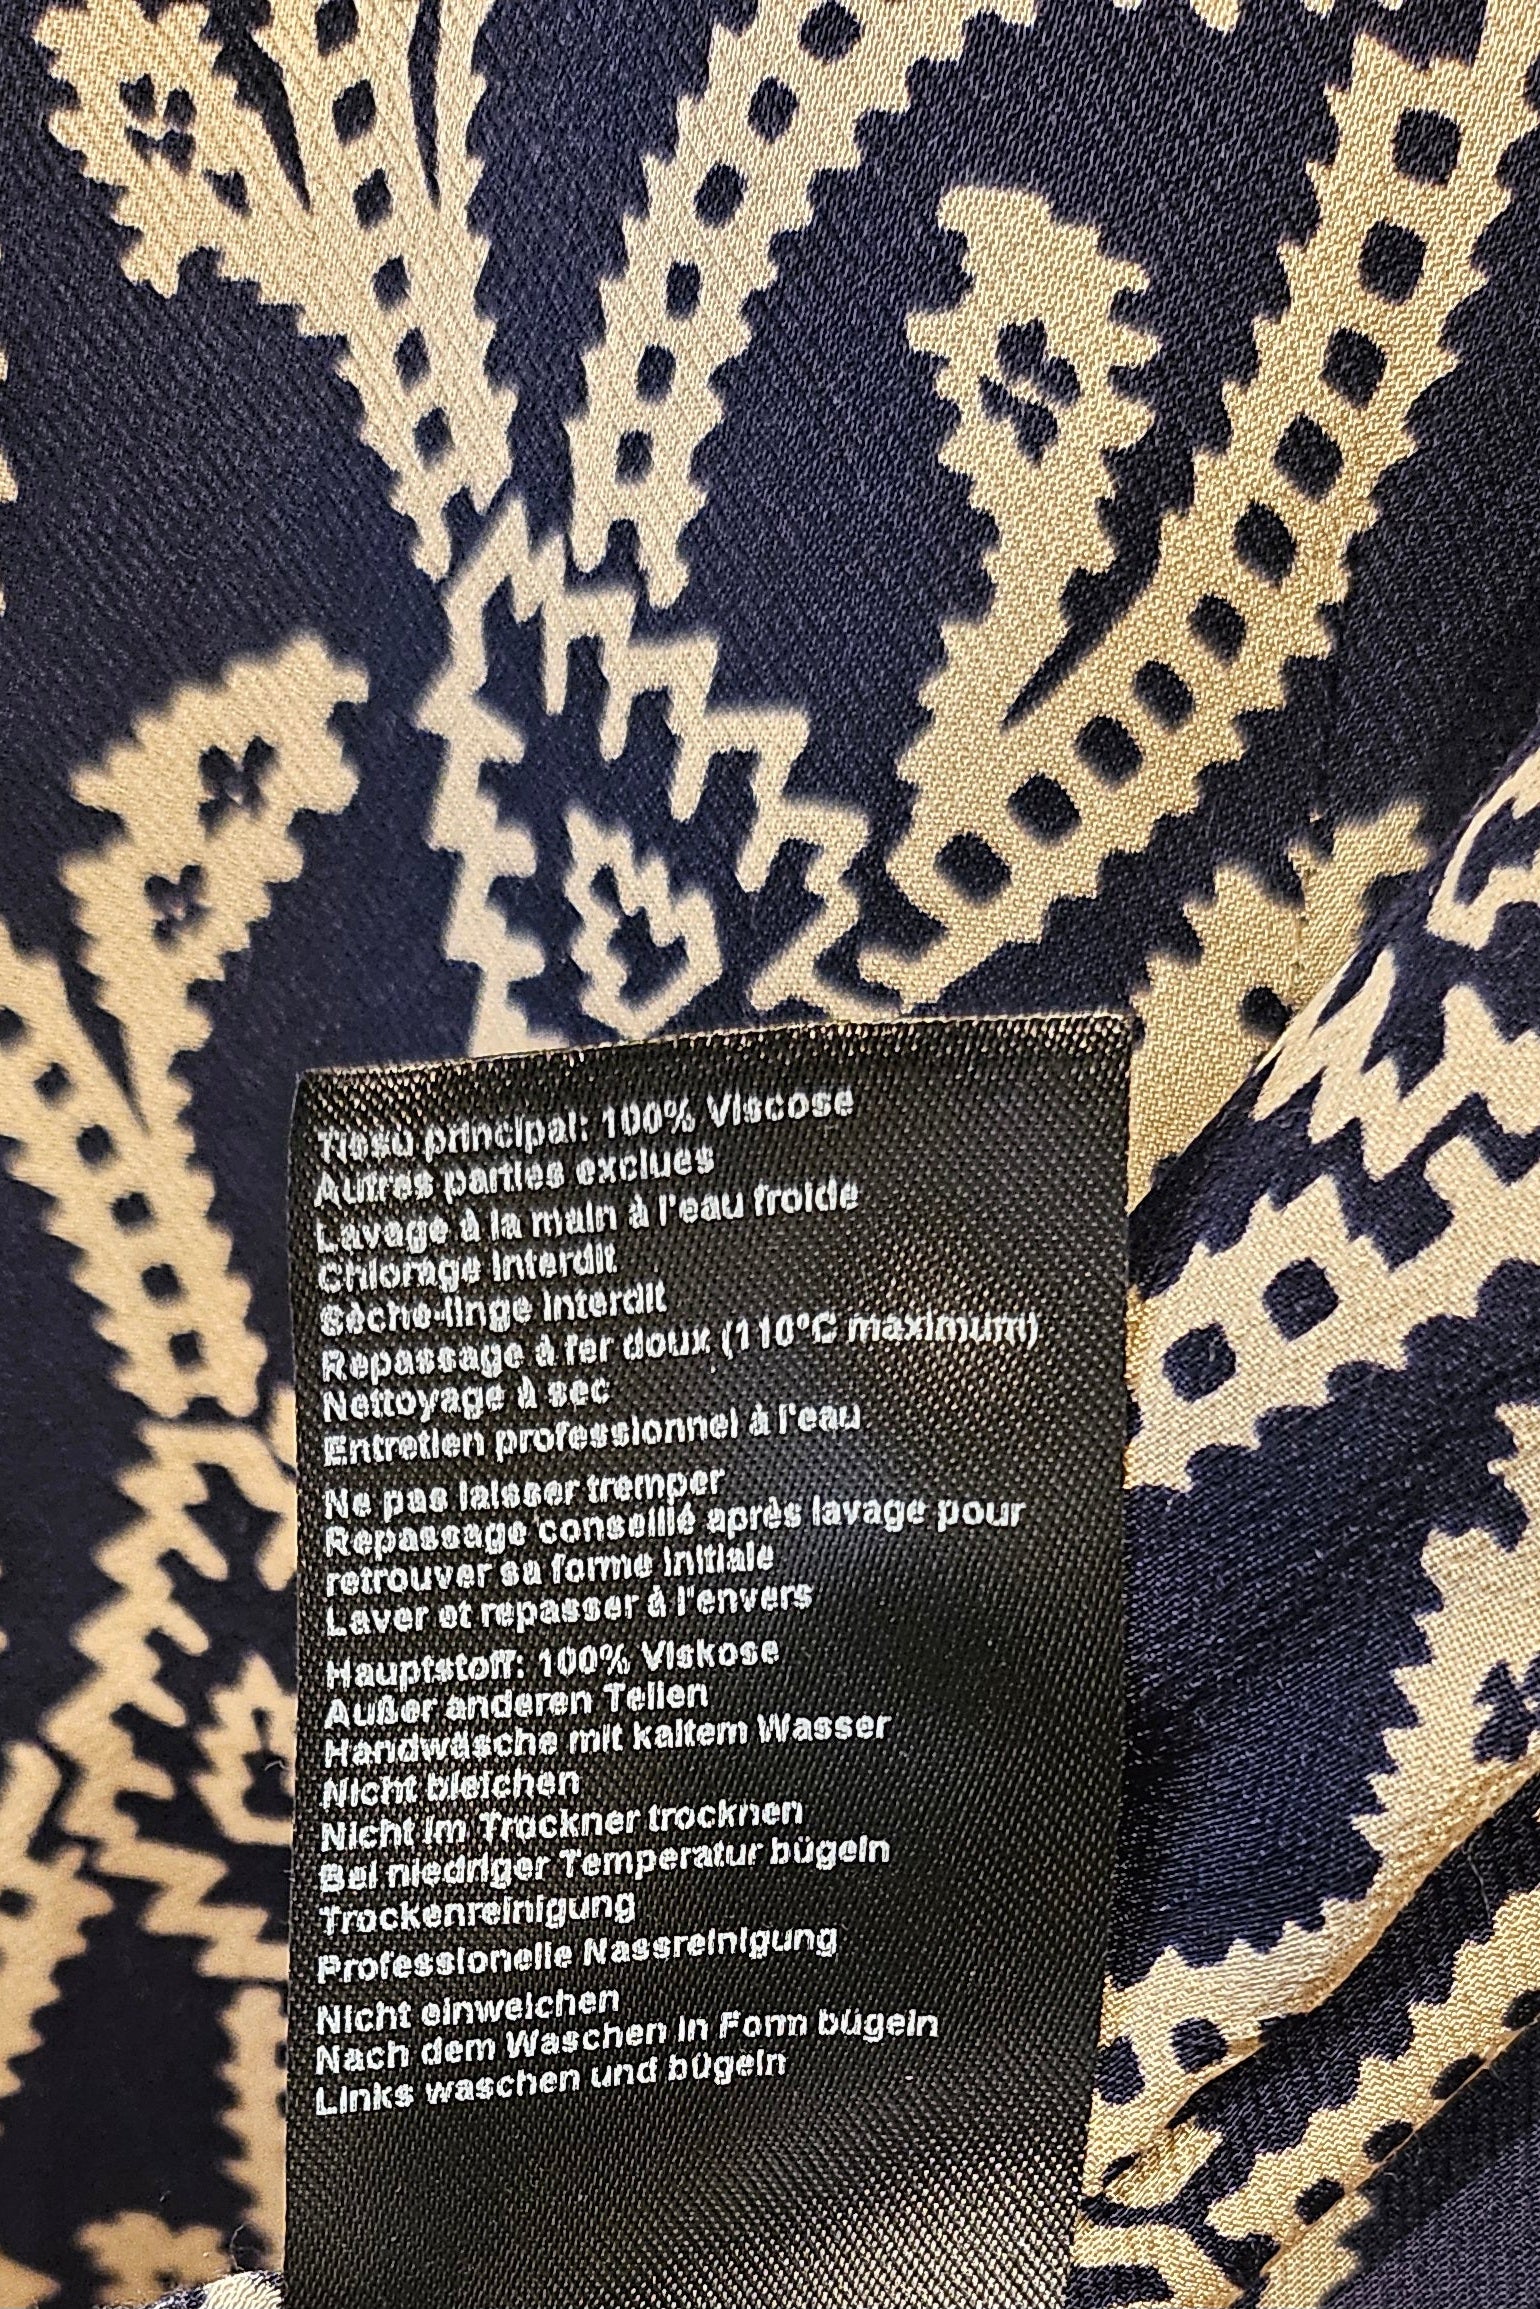 Tissu principal: 100% Viscose
Autres parties exclues
Lavage à la main à l'eau froide
Chlorage interdit
Sèche-linge interdit
Repassage à fer doux (110°C maximum)
Nettoyage à sec
Entretien professionnel à l'eau
Ne pas laisser tremper
Repassage conseillé après lavage pour
retrouver sa forme initiale
Laver et repasser à l'envers
Hauptstoff: 100% Viskose
Außer anderen Teilen
Handwäsche mit kaltem Wasser
Nicht bleichen
Nicht im Trockner trocknen
Bei niedriger Temperatur bügeln
Trockenreinigung
Professionelle Nassreinigung
Nicht einweichen
Nach dem Waschen in Form bügeln
Links waschen und bügeln